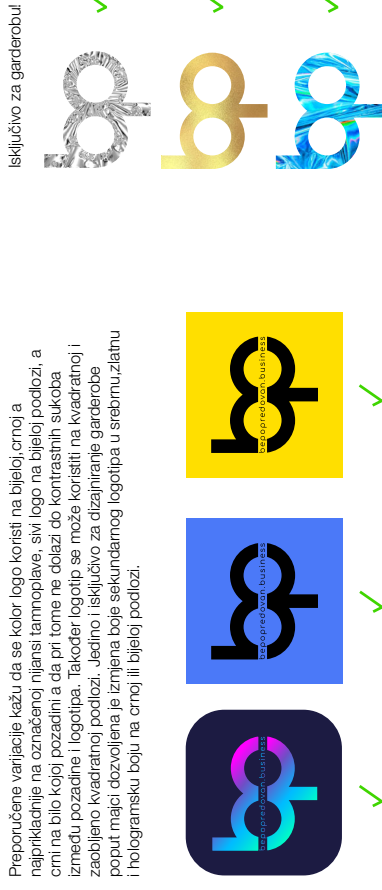 Preporučene varijacije kažu da se kolor logo koristi na bijeloj,crnoj a
najprikladnije na označenoj nijansi tamnoplave, sivi logo na bijeloj podlozi, a
crni na bilo kojoj pozadini a da pri tome ne dolazi do kontrastnih sukoba
između pozadine i logotipa. Također logotip se može koristiti na kvadratnoj i
zaobljeno kvadratnoj podlozi. Jedino i isključivo za dizajniranje garderobe
poput majci dozvoljena je izmjena boje sekundarnog logotipa u srebrnu,zlatnu
i hologramsku boju na crnoj ili bijeloj podlozi.
Isključivo za garderobu!
bepopredovan.business
bepopredovan.business
bepopredovan.business